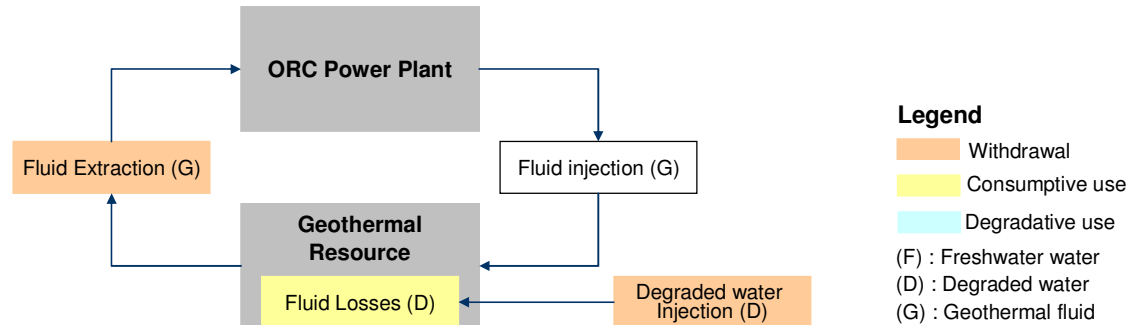 ORC Power Plant
Fluid Extraction (G)
Fluid injection (G)
Geothermal
Resource
Fluid Losses (D)
Degraded water
Injection (D)
Legend
Withdrawal
Consumptive use
Degradative use
(F) : Freshwater water
(D) : Degraded water
(G) : Geothermal fluid